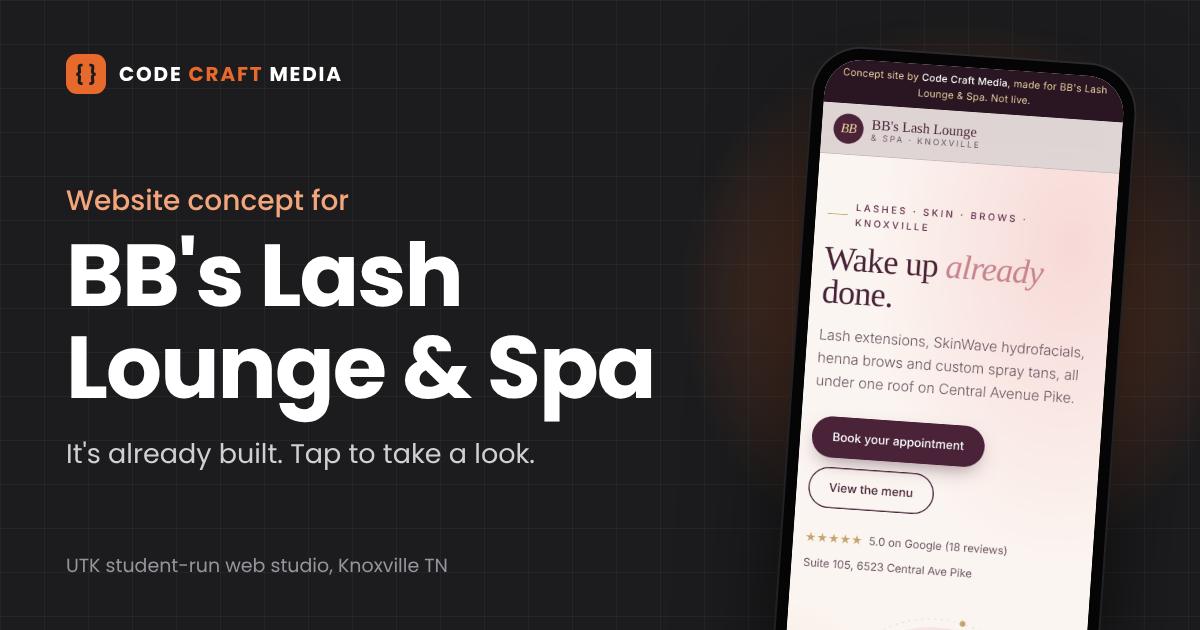 { } CODE CRAFT MEDIA
Website concept for
BB's Lash
Lounge & Spa
It's already built. Tap to take a look.
UTK student-run web studio, Knoxville TN
Concept site by Code Craft Media, made for BB's Lash
Lounge & Spa. Not live.
BB
BB's Lash Lounge
& SPA · KNOXVILLE
LASHES · SKIN · BROWS ·
KNOXVILLE
Wake up already
done.
Lash extensions, SkinWave hydrofacials,
henna brows and custom spray tans, all
under one roof on Central Avenue Pike.
Book your appointment
View the menu
★★★★★ 5.0 on Google (18 reviews)
Suite 105, 6523 Central Ave Pike